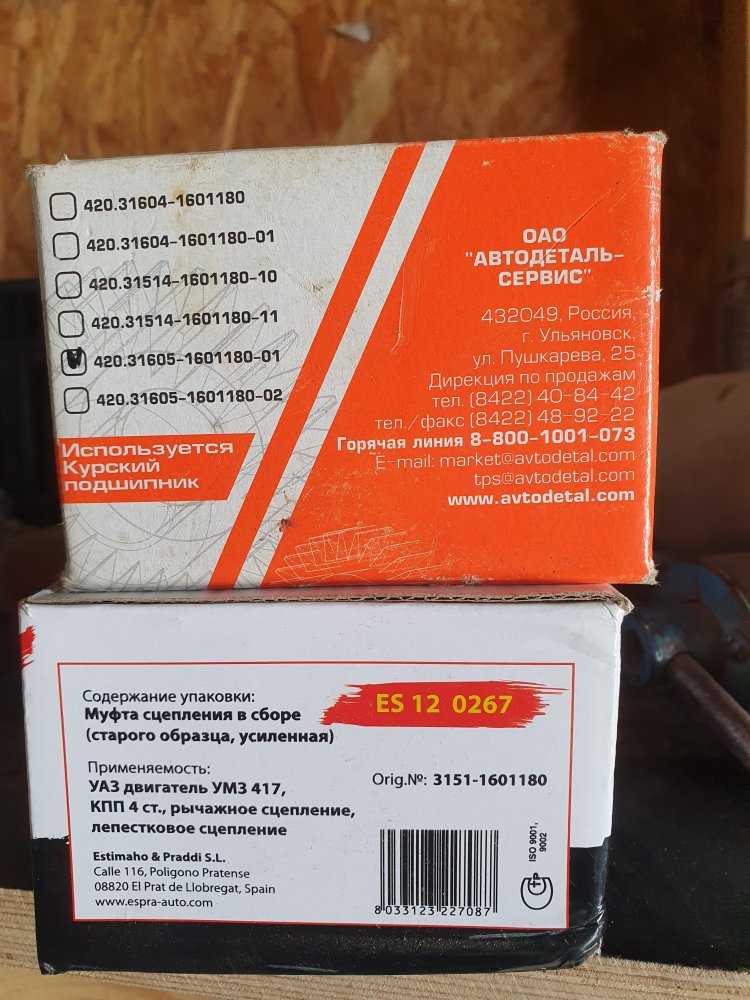 420.31604-1601180
420.31604-1601180-01
420.31514-1601180-10
420.31514-1601180-11
420.31605-1601180-01
420.31605-1601180-02
Используется
Курский
подшипник
ОАО
"АВТОДЕТАЛЬ-
СЕРВИС"
432049, Россия,
г. Ульяновск,
ул. Пушкарева, 25
Дирекция по продажам
тел. (8422) 40-84-42
тел./факс (8422) 48-92-22
Горячая линия 8-800-1001-073
E-mail: market@avtodetal.com
tps@avtodetal.com
www.avtodetal.com
Содержание упаковки:
Муфта сцепления в сборе
(старого образца, усиленная)
ES 12 0267
Применяемость:
УАЗ двигатель УМЗ 417,
КПП 4 ст., рычажное сцепление,
лепестковое сцепление
Orig.№: 3151-1601180
Estimaho & Praddi S.L.
Calle 116, Poligono Pratense
08820 El Prat de Llobregat, Spain
www.espra-auto.com
8 033123 227087
ISO 9001,
9002